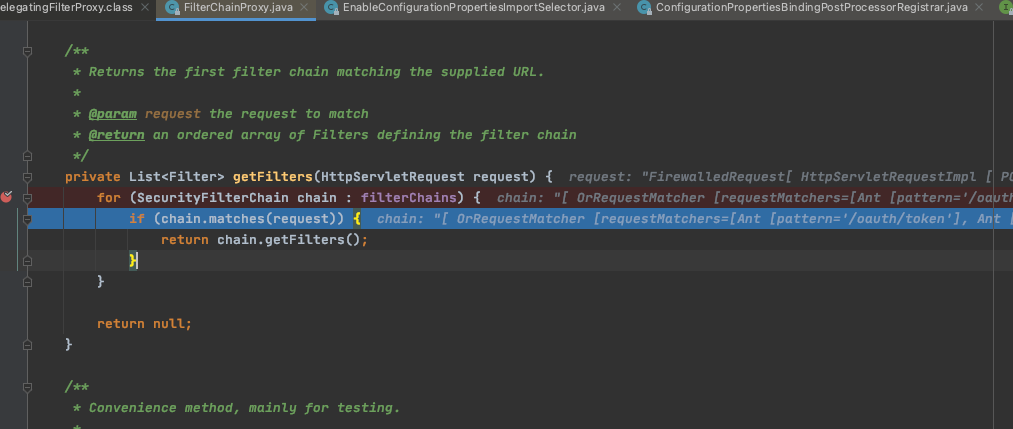 elegatingFilterProxy.class FilterChainProxy.java EnableConfigurationPropertiesImportSelector.java ConfigurationPropertiesBindingPostProcessorRegistrar.java
/**
* Returns the first filter chain matching the supplied URL.
*
* @param request the request to match
* @return an ordered array of Filters defining the filter chain
*/
private List<Filter> getFilters(HttpServletRequest request) { request: "FirewalledRequest[ HttpServletRequestImpl [ PO
for (SecurityFilterChain chain : filterChains) { chain: "[ OrRequestMatcher [requestMatchers=[Ant [pattern='/oauth
if (chain.matches(request)) { chain: "[ OrRequestMatcher [requestMatchers=[Ant [pattern='/oauth/token'], Ant [
return chain.getFilters();
}
}
return null;
}
/**
* Convenience method, mainly for testing.
*